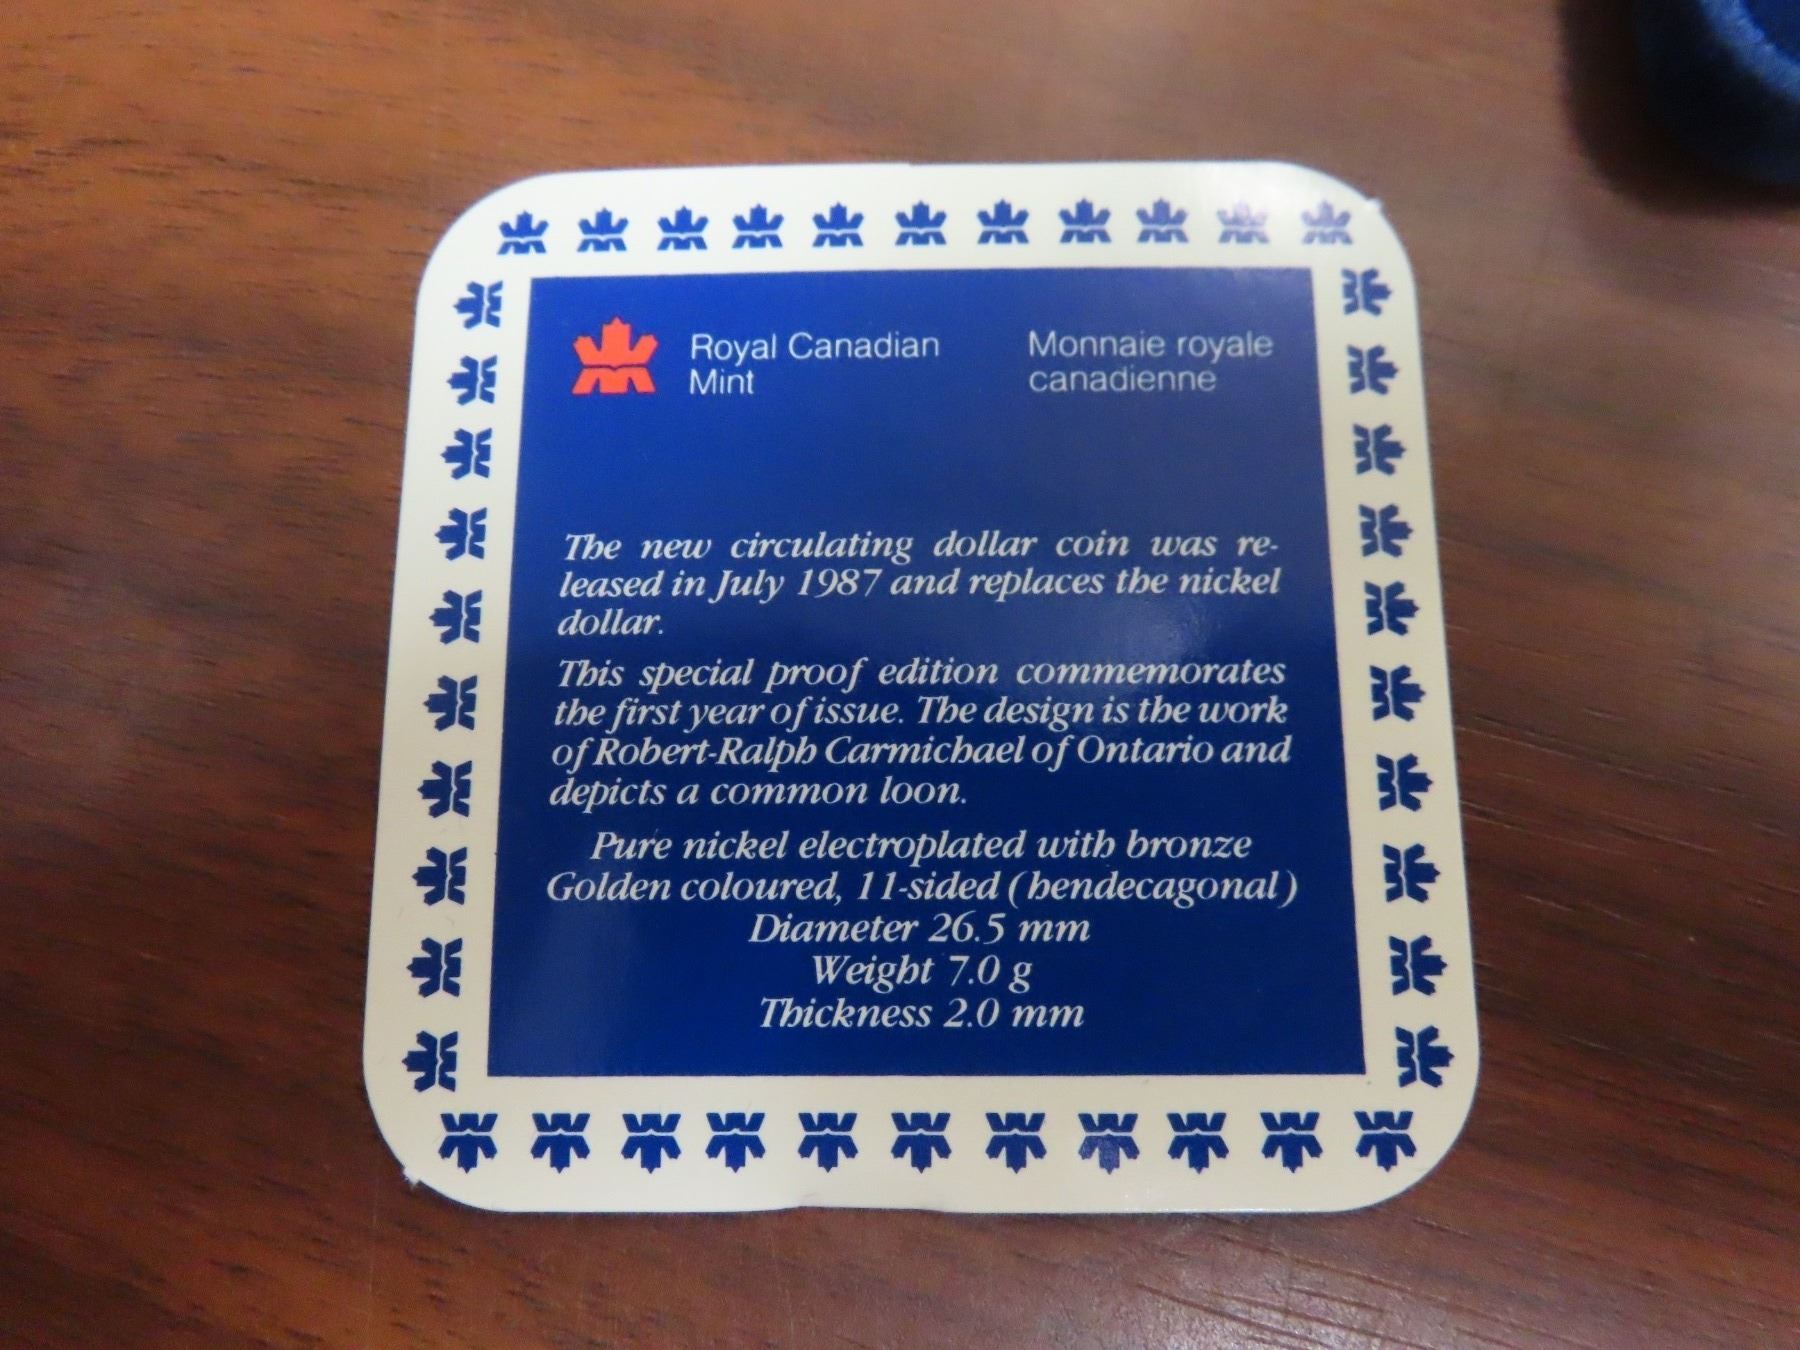 Royal Canadian Mint
Monnaie royale canadienne
The new circulating dollar coin was re-
leased in July 1987 and replaces the nickel
dollar.
This special proof edition commemorates
the first year of issue. The design is the work
of Robert-Ralph Carmichael of Ontario and
depicts a common loon.
Pure nickel electroplated with bronze
Golden coloured, 11-sided (hendecagonal)
Diameter 26.5 mm
Weight 7.0 g
Thickness 2.0 mm